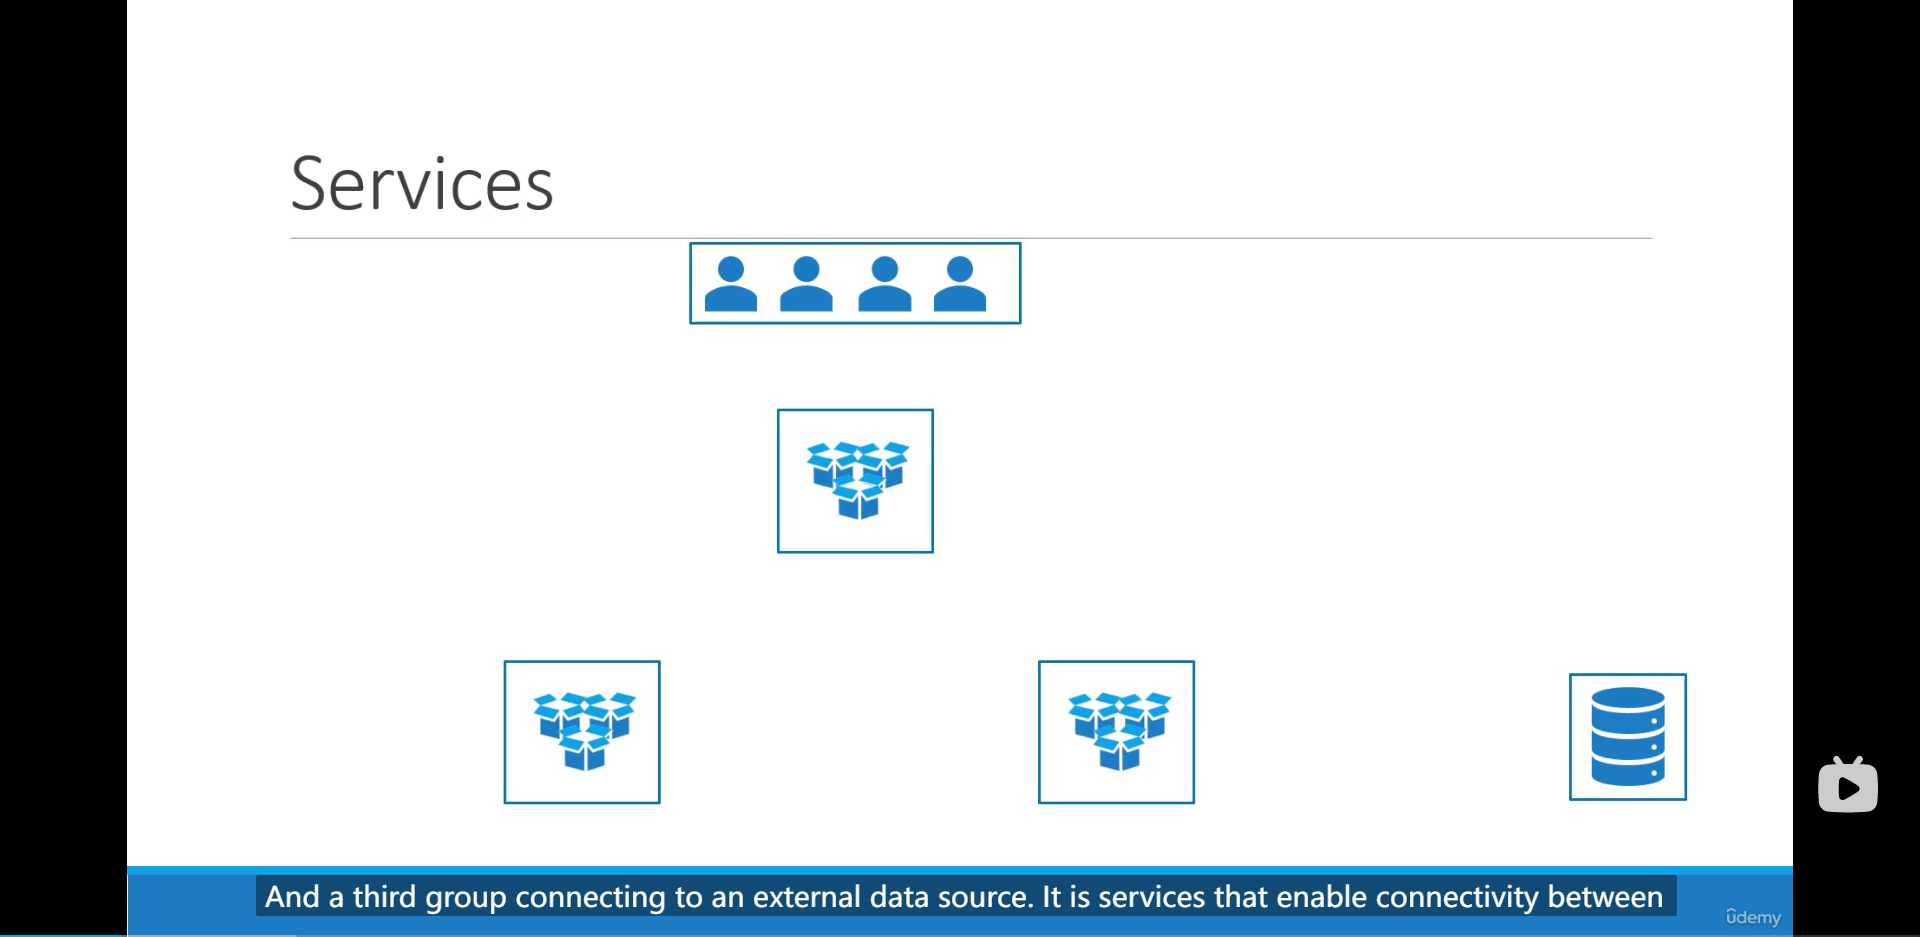 Services
And a third group connecting to an external data source. It is services that enable connectivity between
ûdemy